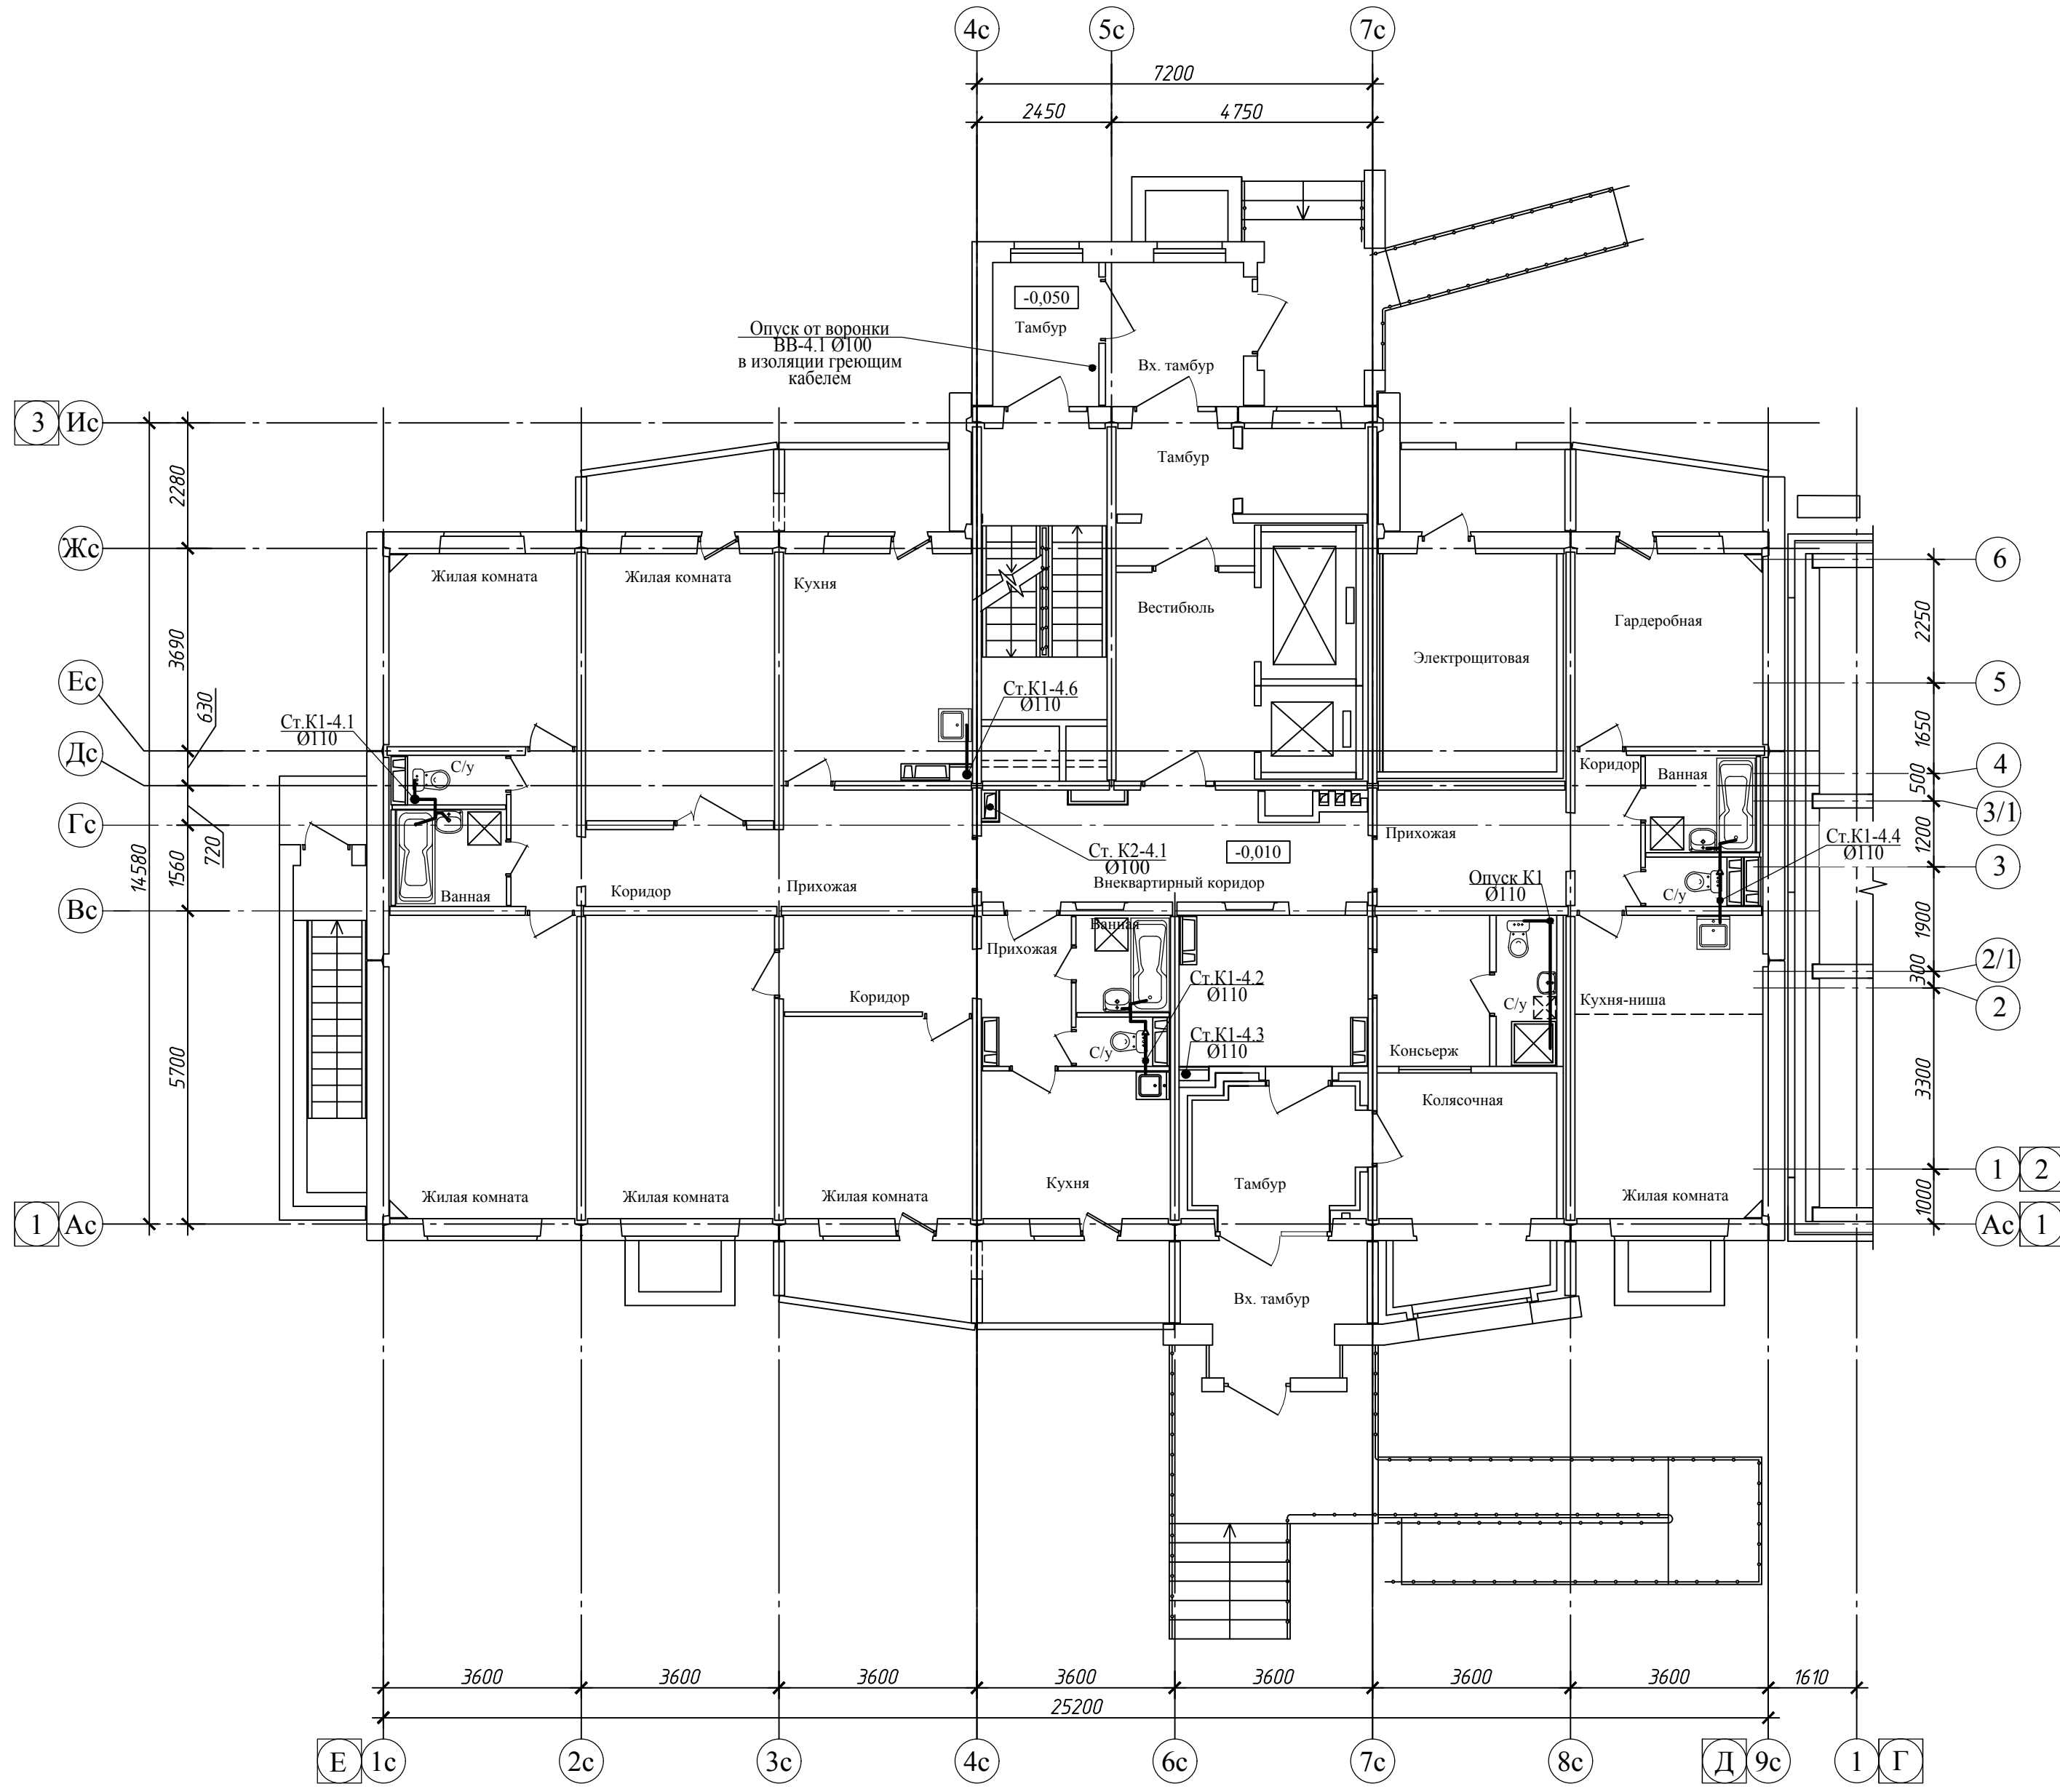 4с
5с
7с
7200
2450
4750
-0,050
Тамбур
Опуск от воронки
ВВ-4.1 Ø100
в изоляции греющим
кабелем
Вх. тамбур
3
Ис
Тамбур
2280
Жс
6
Жилая комната
Жилая комната
Кухня
Вестибюль
Гардеробная
2250
3690
Электрощитовая
Ес
5
Ст.К1-4.6
Ø110
630
Ст.К1-4.1
Ø110
1650
Дс
С/у
Коридор
Ванная
4
500
Гс
3/1
720
Прихожая
Ст.К1-4.4
Ø110
1200
14580
1560
Ст. К2-4.1
Ø100
-0,010
3
Внеквартирный коридор
Опуск К1
Ø110
Ванная
Коридор
Прихожая
С/у
Вс
1900
Ванная
Прихожая
2/1
300
Ст.К1-4.2
Ø110
Коридор
С/у
Кухня-ниша
2
Ст.К1-4.3
Ø110
С/у
Консьерж
5700
Колясочная
3300
1
2
Кухня
Тамбур
Жилая комната
Жилая комната
Жилая комната
Жилая комната
1000
1
Ас
Ас
1
Вх. тамбур
3600
3600
3600
3600
3600
3600
3600
1610
25200
Е
1с
2с
3с
4с
6с
7с
8с
Д
9с
1
Г